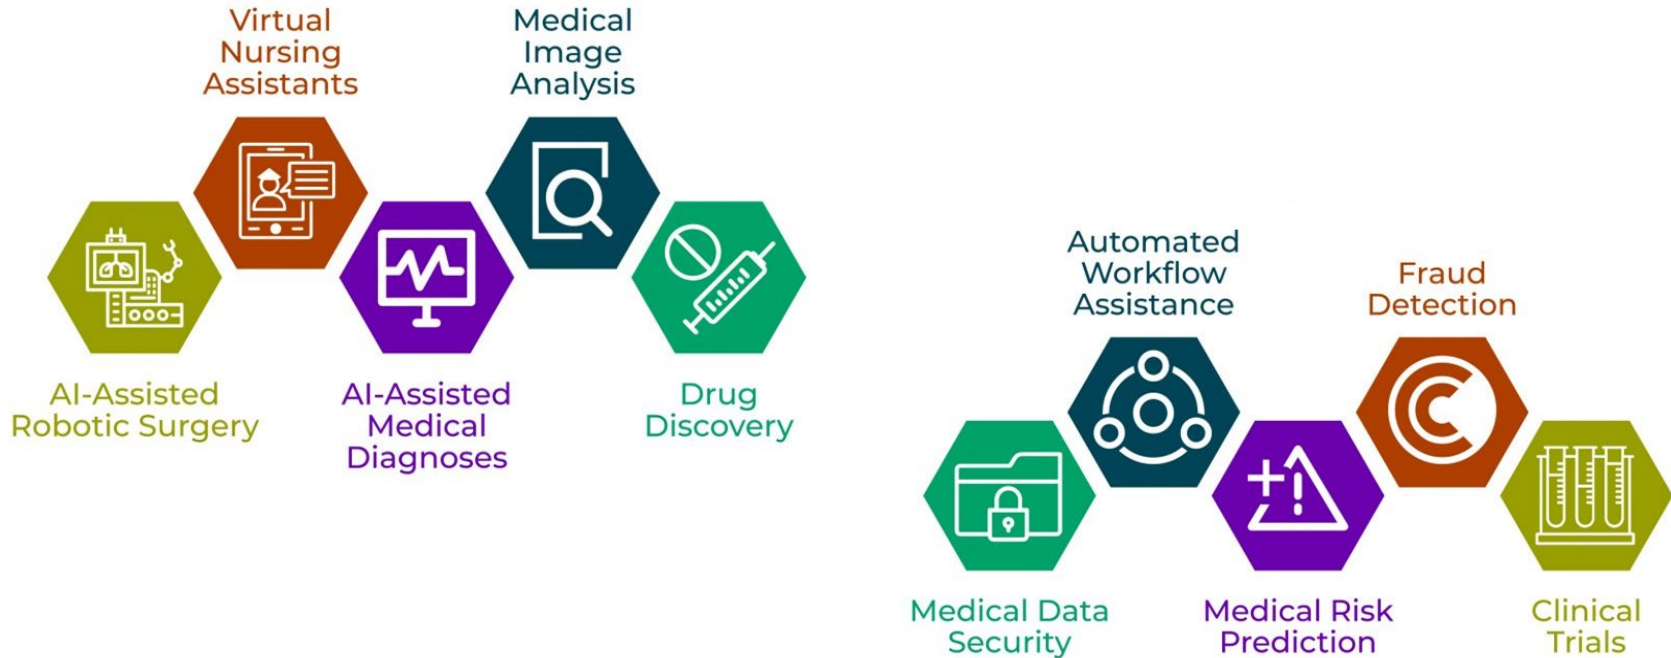 Virtual
Nursing
Assistants
Medical
Image
Analysis
AI-Assisted
Robotic Surgery
AI-Assisted
Medical
Diagnoses
Drug
Discovery
Automated
Workflow
Assistance
Fraud
Detection
Medical Data
Security
Medical Risk
Prediction
Clinical
Trials